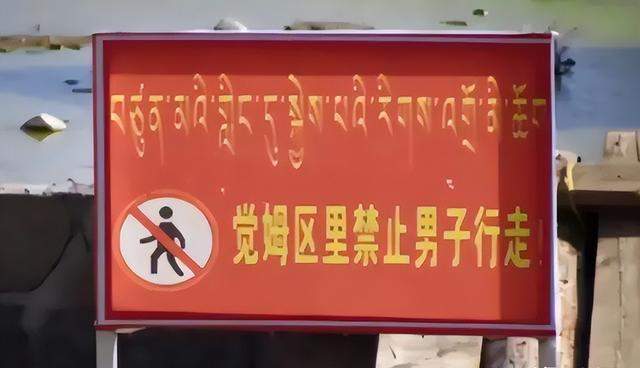 བཙུན་མའི་གླིང་དུ་སྐྱེས་པའི་རིགས་འགྲོ་མི་ཆོག
觉姆区里禁止男子行走